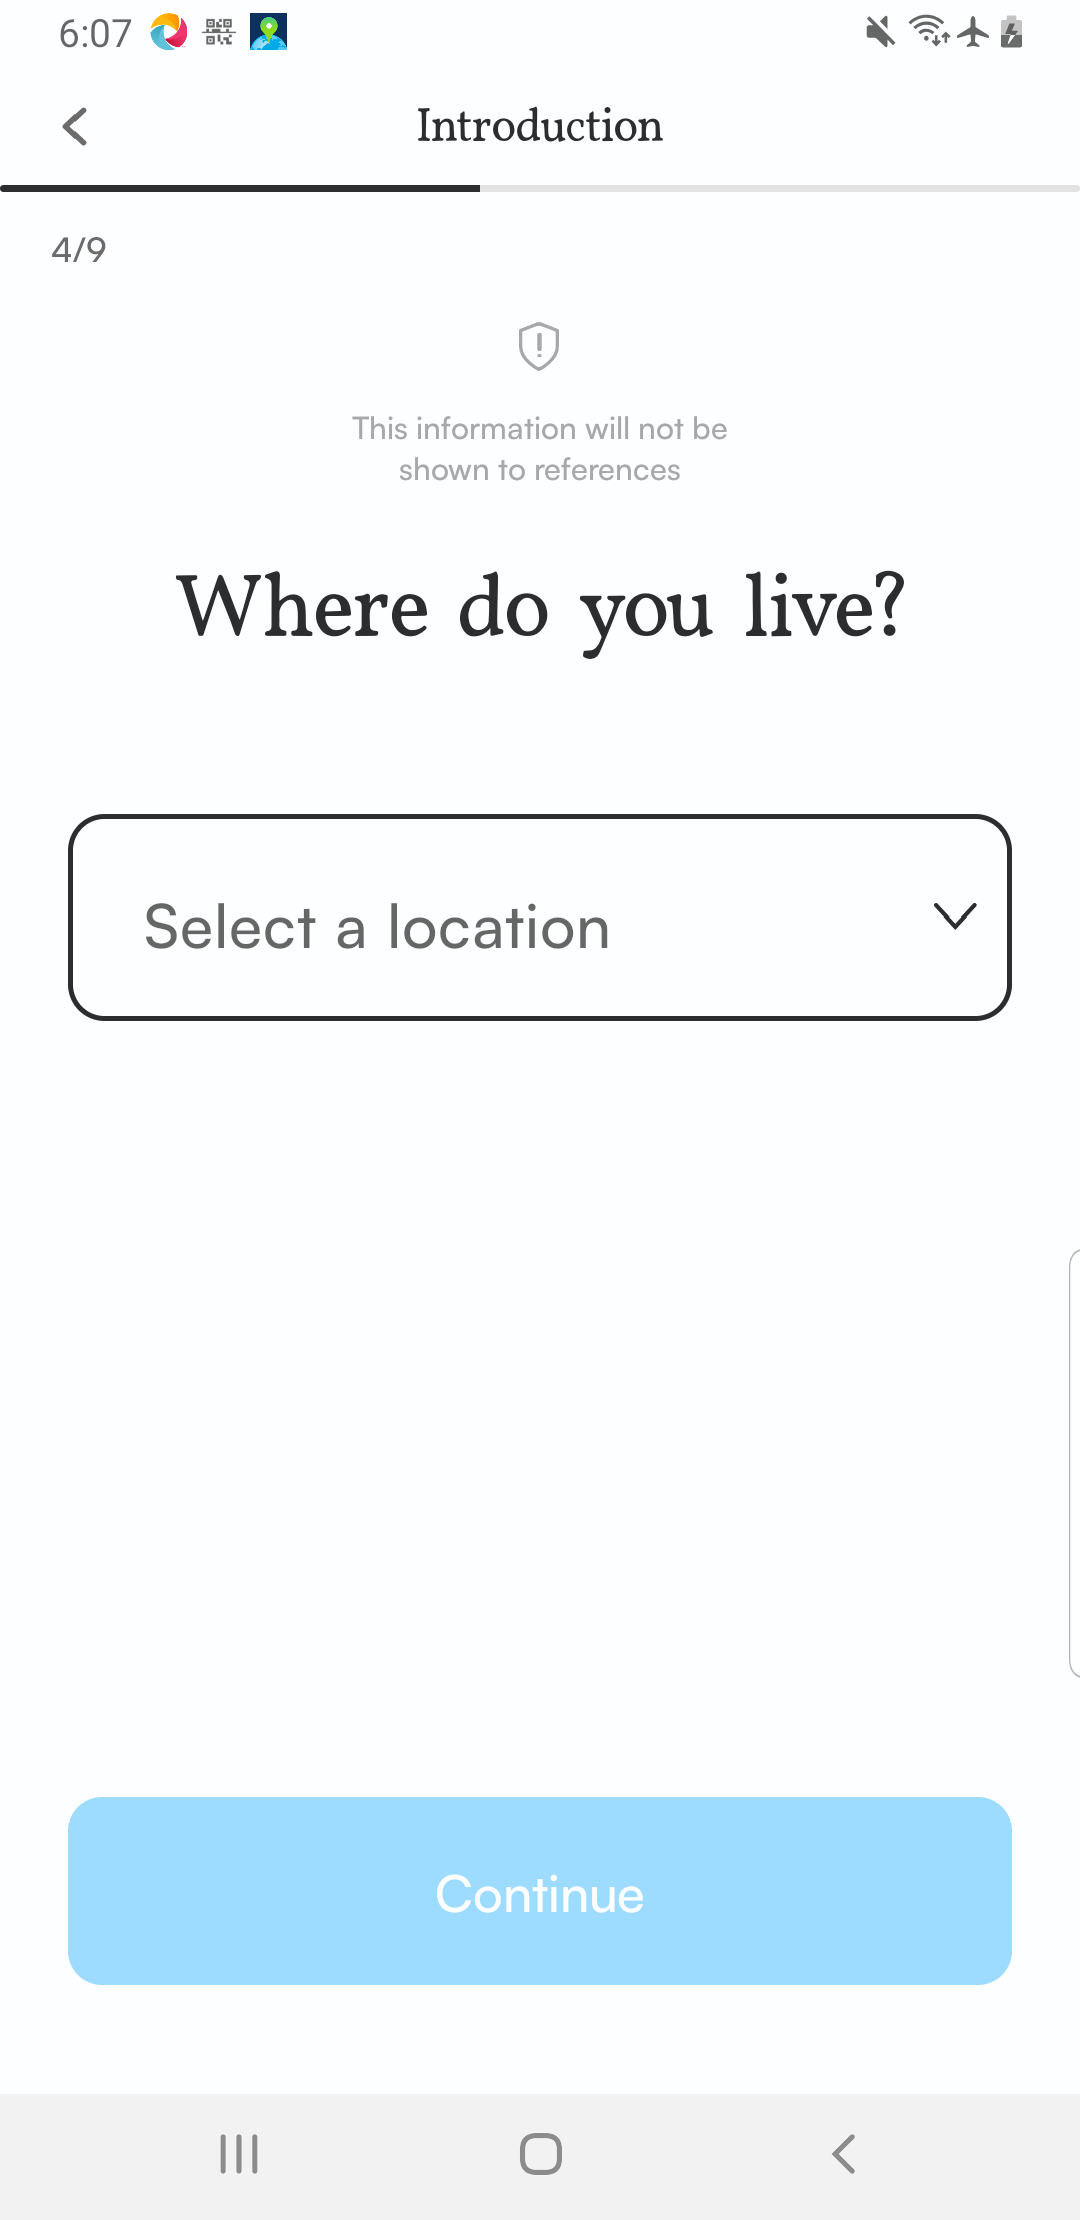 6:07
Introduction
4/9
This information will not be
shown to references
Where do you live?
Select a location
Continue